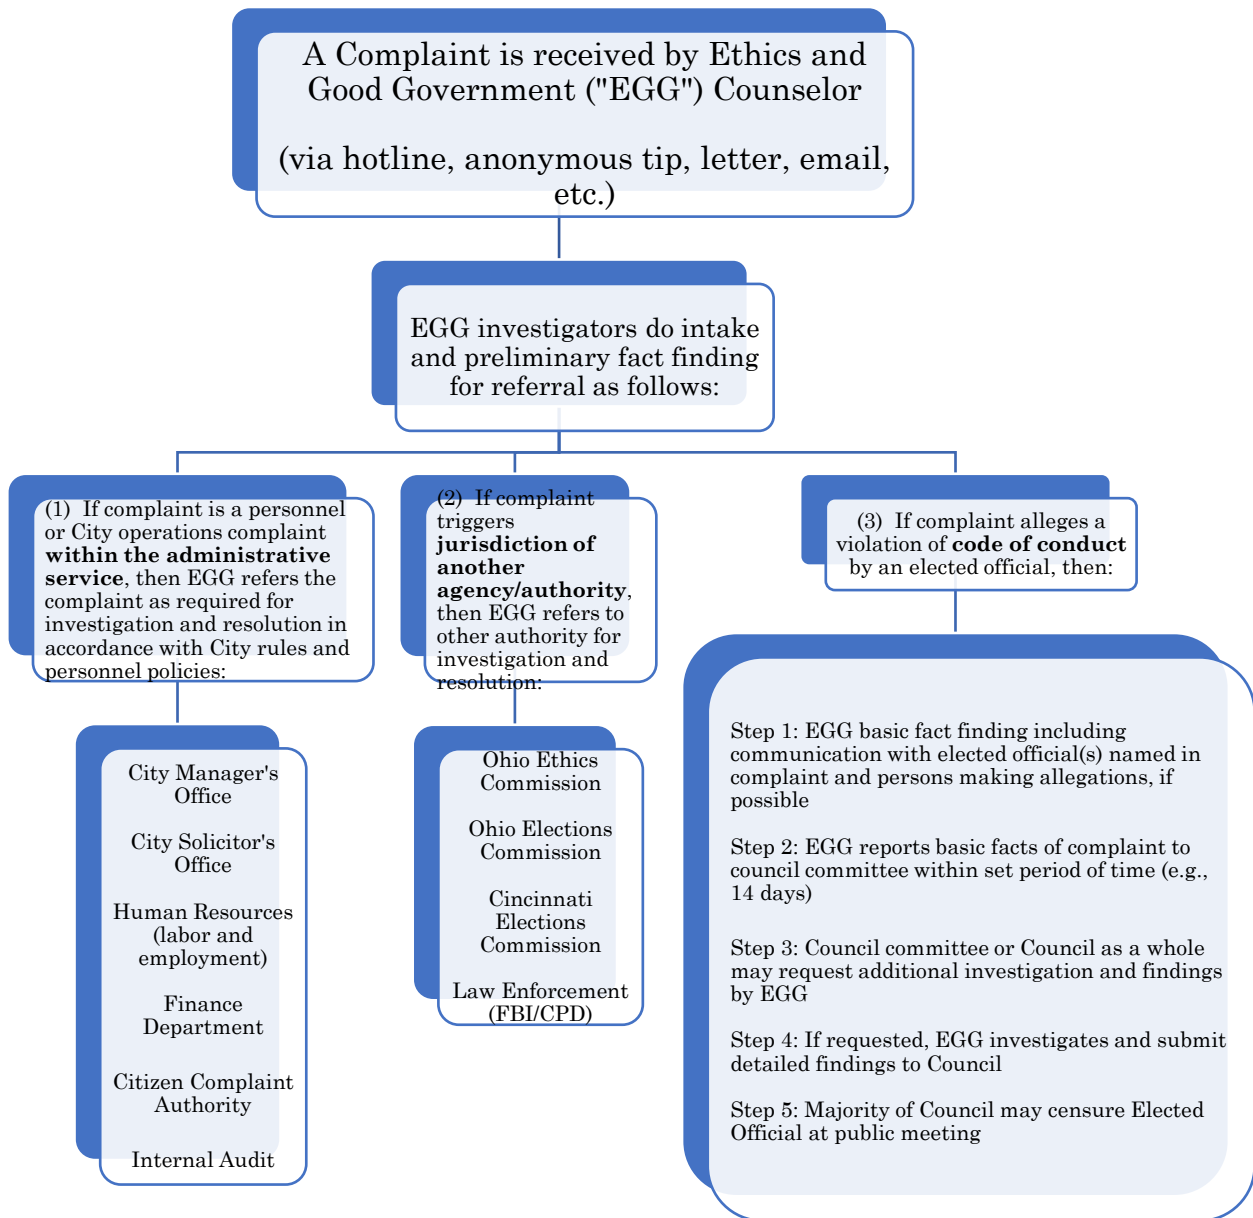 A Complaint is received by Ethics and
Good Government ("EGG") Counselor
(via hotline, anonymous tip, letter, email,
etc.)
EGG investigators do intake
and preliminary fact finding
for referral as follows:
(1) If complaint is a personnel
or City operations complaint
within the administrative
service, then EGG refers the
complaint as required for
investigation and resolution in
accordance with City rules and
personnel policies:
City Manager's
Office
City Solicitor's
Office
Human Resources
(labor and
employment)
Finance
Department
Citizen Complaint
Authority
Internal Audit
(2) If complaint
triggers
jurisdiction of
another
agency/authority,
then EGG refers to
other authority for
investigation and
resolution:
Ohio Ethics
Commission
Ohio Elections
Commission
Cincinnati
Elections
Commission
Law Enforcement
(FBI/CPD)
(3) If complaint alleges a
violation of code of conduct
by an elected official, then:
Step 1: EGG basic fact finding including
communication with elected official(s) named in
complaint and persons making allegations, if
possible
Step 2: EGG reports basic facts of complaint to
council committee within set period of time (e.g.,
14 days)
Step 3: Council committee or Council as a whole
may request additional investigation and findings
by EGG
Step 4: If requested, EGG investigates and submit
detailed findings to Council
Step 5: Majority of Council may censure Elected
Official at public meeting